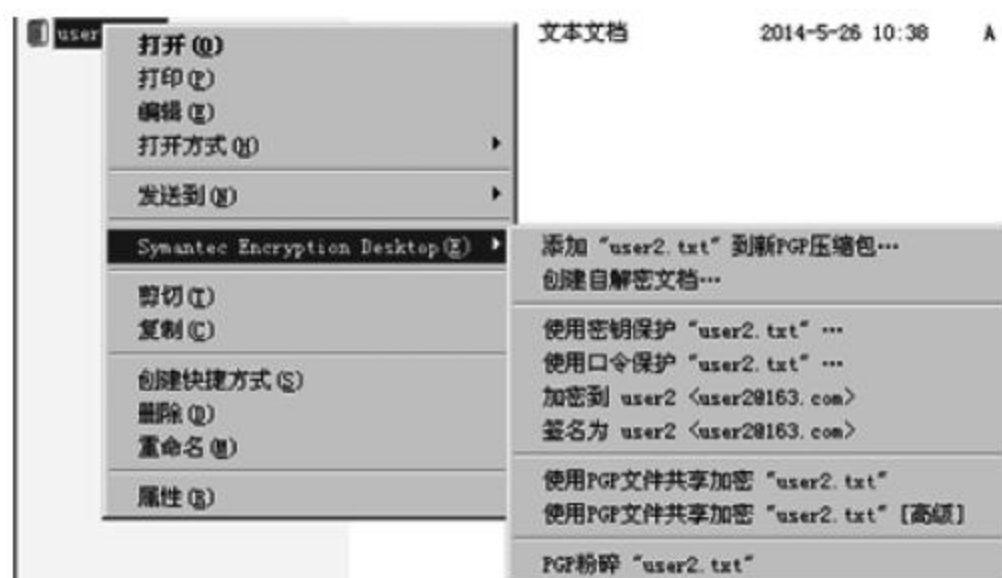 user
文本文档 2014-5-26 10:38 A
打开(O)
打印(P)
编辑(E)
打开方式(H)
发送到(N)
Symantec Encryption Desktop(E)
剪切(T)
复制(C)
创建快捷方式(S)
删除(D)
重命名(M)
属性(R)
添加 "user2.txt" 到新PGP压缩包…
创建自解密文档…
使用密钥保护 "user2.txt" …
使用口令保护 "user2.txt" …
加密到 user2 <user2@163.com>
签名为 user2 <user2@163.com>
使用PGP文件共享加密 "user2.txt"
使用PGP文件共享加密 "user2.txt" [高级]
PGP粉碎 "user2.txt"